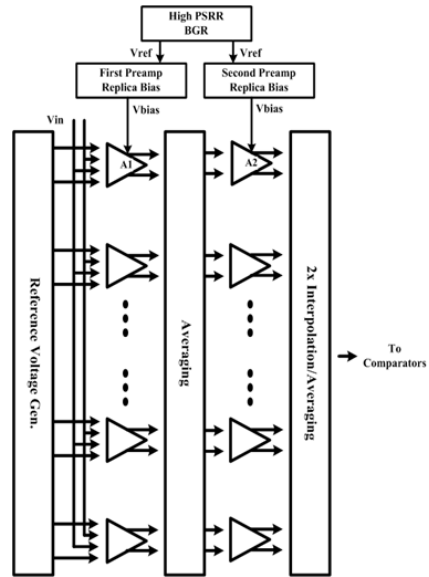 High PSRR
BGR
Vref
Vref
First Preamp
Replica Bias
Second Preamp
Replica Bias
Vbias
Vbias
Vin
A1
A2
Reference Voltage Gen.
Averaging
2x Interpolation/Averaging
To
Comparators